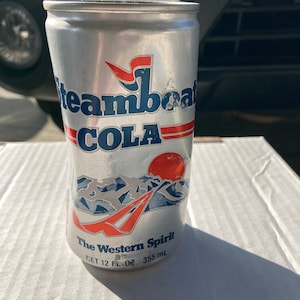 Steamboat
COLA
The Western Spirit
NET 12 FL. OZ. 355 mL